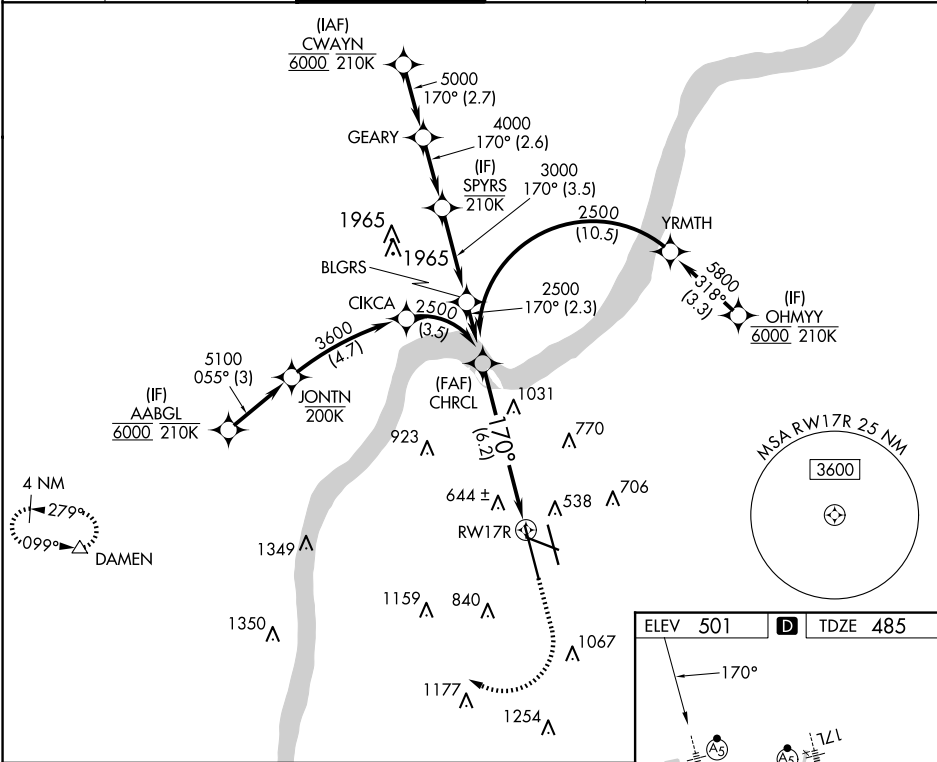 (IAF)
CWAYN
6000 210K
5000
170° (2.7)
GEARY
4000
170° (2.6)
(IF)
SPYRS
210K
3000
170° (3.5)
2500
(10.5)
YRMTH
5800
318°
(3.3)
(IF)
OHMYY
6000 210K
1965
1965
BLGRS
2500
170° (2.3)
CIKCA
2500
(3.5)
3600
(4.7)
5100
055° (3)
JONTN
200K
(IF)
AABGL
6000 210K
(FAF)
CHRCL
170°
(6.2)
1031
923
770
644 ±
538
706
RW17R
MSA RW17R 25 NM
3600
4 NM
279°
099°
DAMEN
1349
1350
1159
840
1067
1177
1254
ELEV 501 D TDZE 485
170°
A5
A5
17L